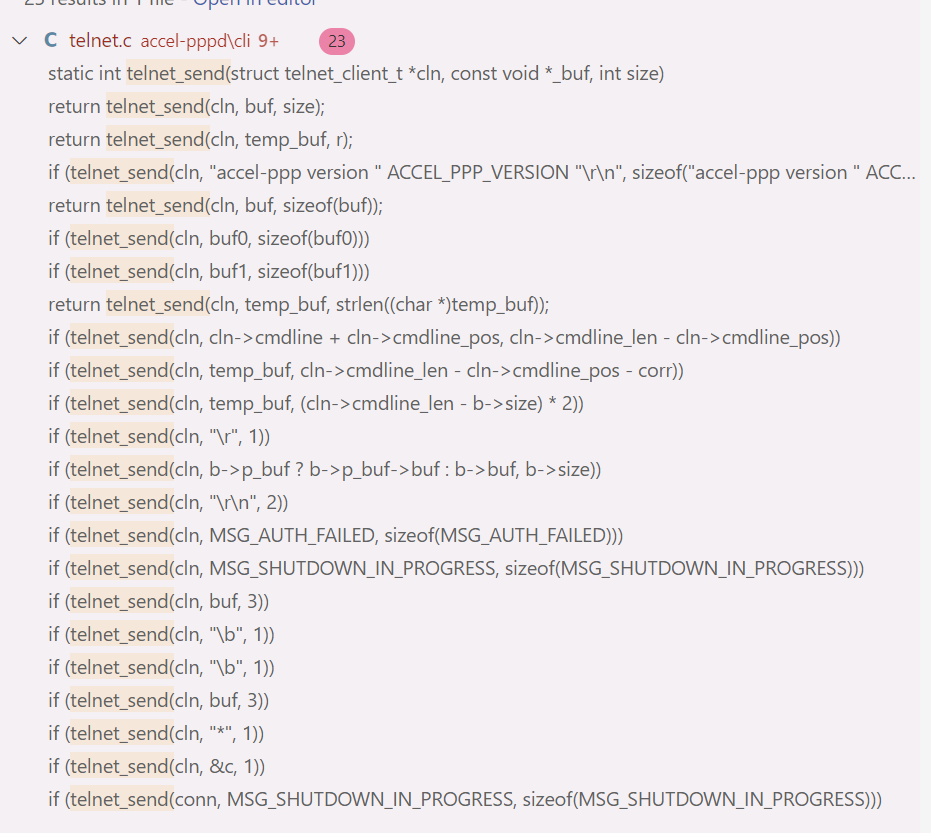 23 results in 1 file - Open in editor
C telnet.c accel-pppd\cli 9+ 23
static int telnet_send(struct telnet_client_t *cln, const void *_buf, int size)
return telnet_send(cln, buf, size);
return telnet_send(cln, temp_buf, r);
if (telnet_send(cln, "accel-ppp version " ACCEL_PPP_VERSION "\r\n", sizeof("accel-ppp version " ACC...
return telnet_send(cln, buf, sizeof(buf));
if (telnet_send(cln, buf0, sizeof(buf0)))
if (telnet_send(cln, buf1, sizeof(buf1)))
return telnet_send(cln, temp_buf, strlen((char *)temp_buf));
if (telnet_send(cln, cln->cmdline + cln->cmdline_pos, cln->cmdline_len - cln->cmdline_pos))
if (telnet_send(cln, temp_buf, cln->cmdline_len - cln->cmdline_pos - corr))
if (telnet_send(cln, temp_buf, (cln->cmdline_len - b->size) * 2))
if (telnet_send(cln, "\r", 1))
if (telnet_send(cln, b->p_buf ? b->p_buf->buf : b->buf, b->size))
if (telnet_send(cln, "\r\n", 2))
if (telnet_send(cln, MSG_AUTH_FAILED, sizeof(MSG_AUTH_FAILED)))
if (telnet_send(cln, MSG_SHUTDOWN_IN_PROGRESS, sizeof(MSG_SHUTDOWN_IN_PROGRESS)))
if (telnet_send(cln, buf, 3))
if (telnet_send(cln, "\b", 1))
if (telnet_send(cln, "\b", 1))
if (telnet_send(cln, buf, 3))
if (telnet_send(cln, "*", 1))
if (telnet_send(cln, &c, 1))
if (telnet_send(conn, MSG_SHUTDOWN_IN_PROGRESS, sizeof(MSG_SHUTDOWN_IN_PROGRESS)))